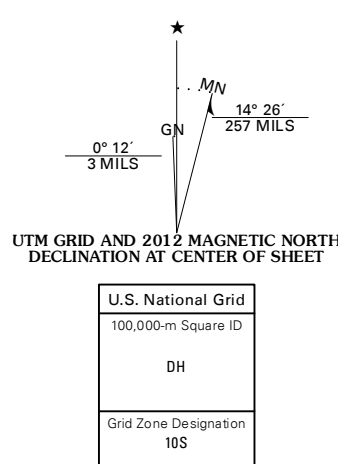 ★
MN
14° 26´
257 MILS
GN
0° 12´
3 MILS
UTM GRID AND 2012 MAGNETIC NORTH
DECLINATION AT CENTER OF SHEET
U.S. National Grid
100,000-m Square ID
DH
Grid Zone Designation
10S